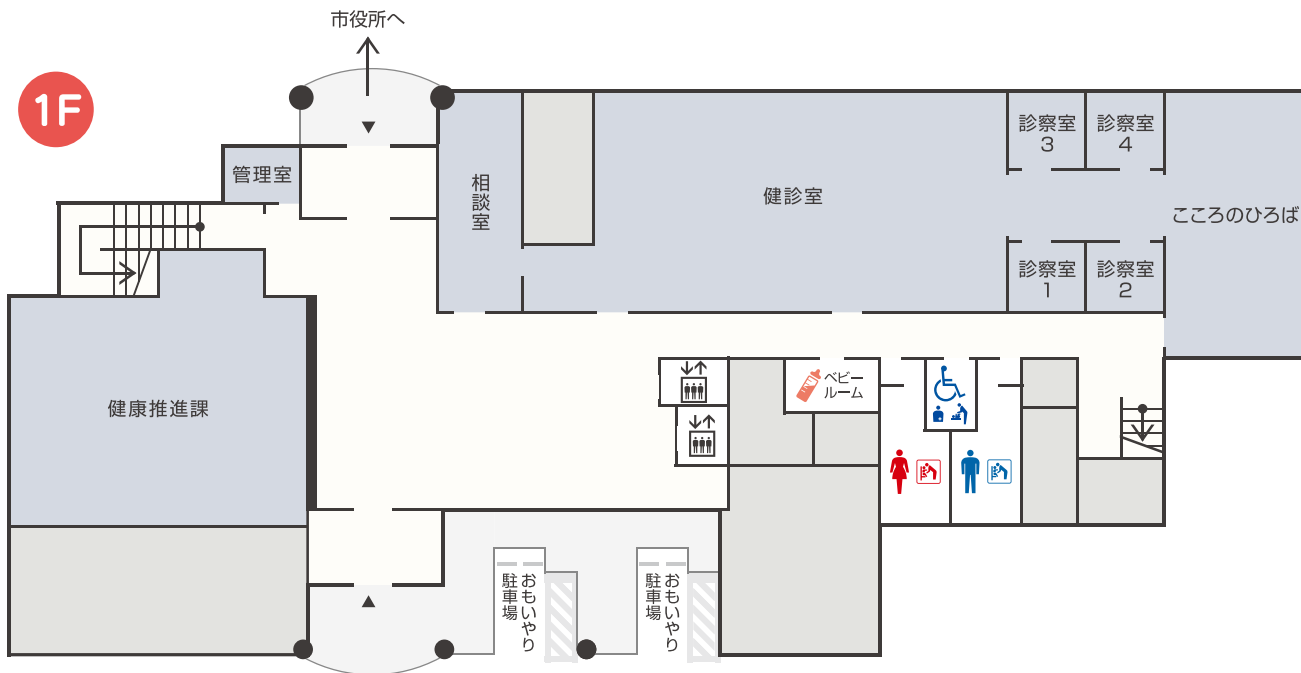 市役所へ
1F
管理室
相談室
健診室
診察室
3
診察室
4
こころのひろば
診察室
1
診察室
2
健康推進課
ベビー
ルーム
おもいやり
駐車場
おもいやり
駐車場